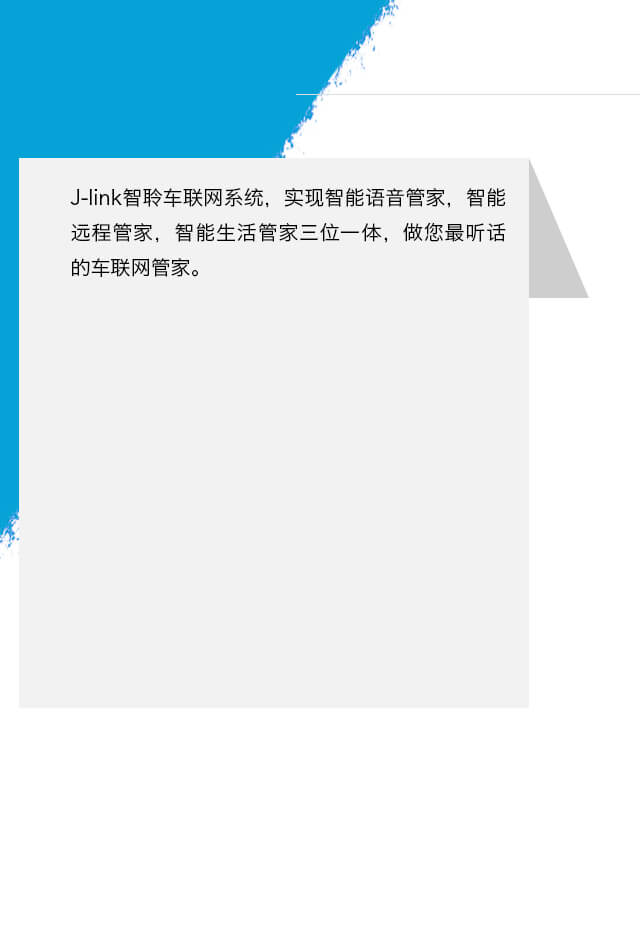 J-link智聆车联网系统，实现智能语音管家，智能
远程管家，智能生活管家三位一体，做您最听话
的车联网管家。